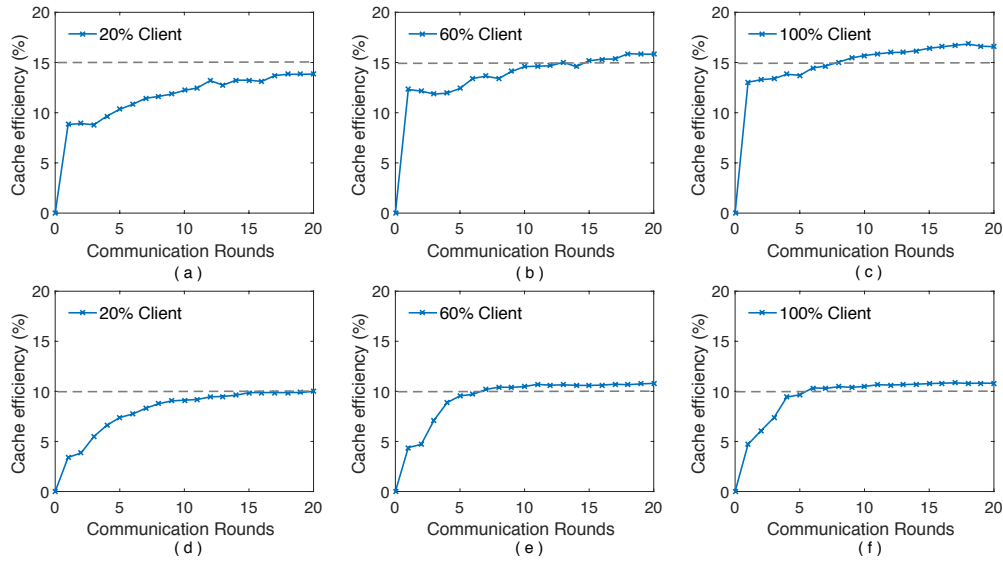 20% Client
Cache efficiency (%)
20
15
10
5
0
0 5 10 15 20
Communication Rounds
( a )
60% Client
Cache efficiency (%)
20
15
10
5
0
0 5 10 15 20
Communication Rounds
( b )
100% Client
Cache efficiency (%)
20
15
10
5
0
0 5 10 15 20
Communication Rounds
( c )
20% Client
Cache efficiency (%)
20
15
10
5
0
0 5 10 15 20
Communication Rounds
( d )
60% Client
Cache efficiency (%)
20
15
10
5
0
0 5 10 15 20
Communication Rounds
( e )
100% Client
Cache efficiency (%)
20
15
10
5
0
0 5 10 15 20
Communication Rounds
( f )